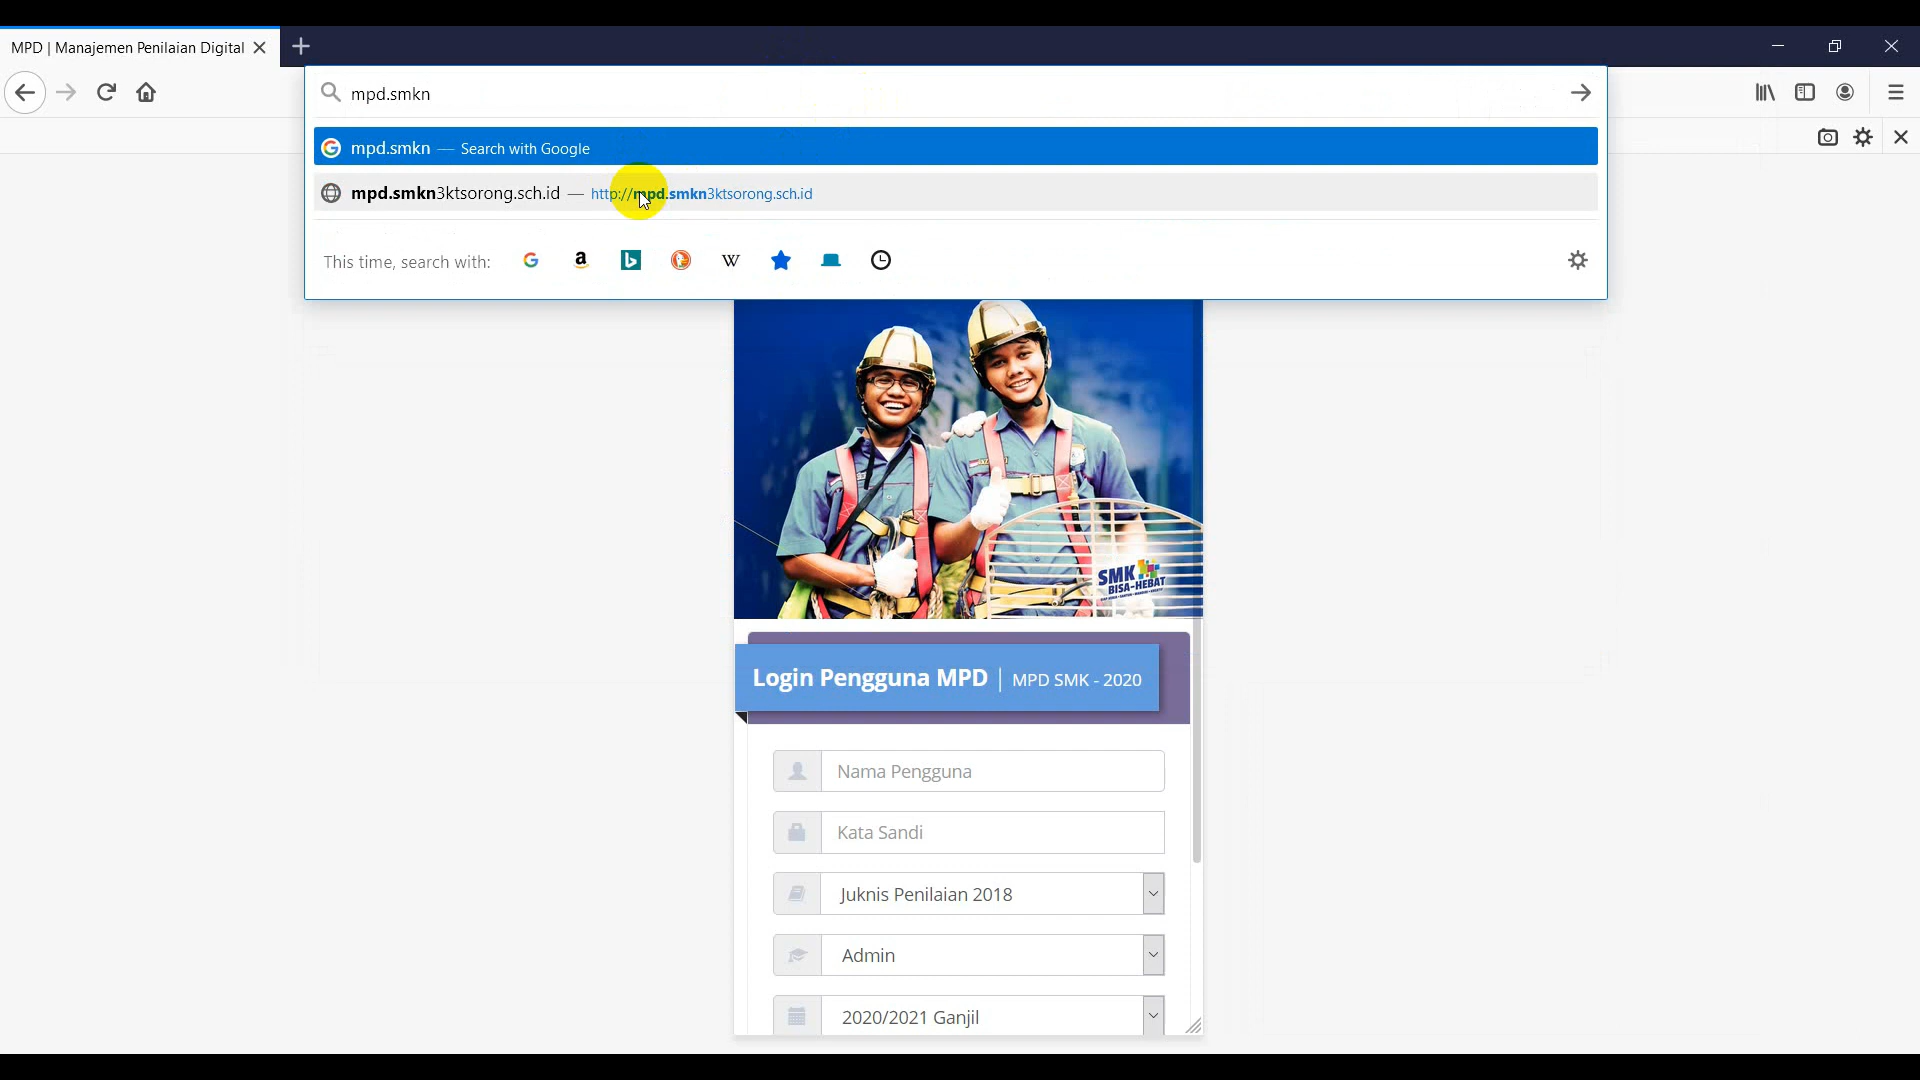 MPD | Manajemen Penilaian Digital
mpd.smkn
mpd.smkn — Search with Google
mpd.smkn3ktsorong.sch.id — http://mpd.smkn3ktsorong.sch.id
This time, search with:
SMK
BISA-HEBAT
Login Pengguna MPD | MPD SMK - 2020
Nama Pengguna
Kata Sandi
Juknis Penilaian 2018
Admin
2020/2021 Ganjil